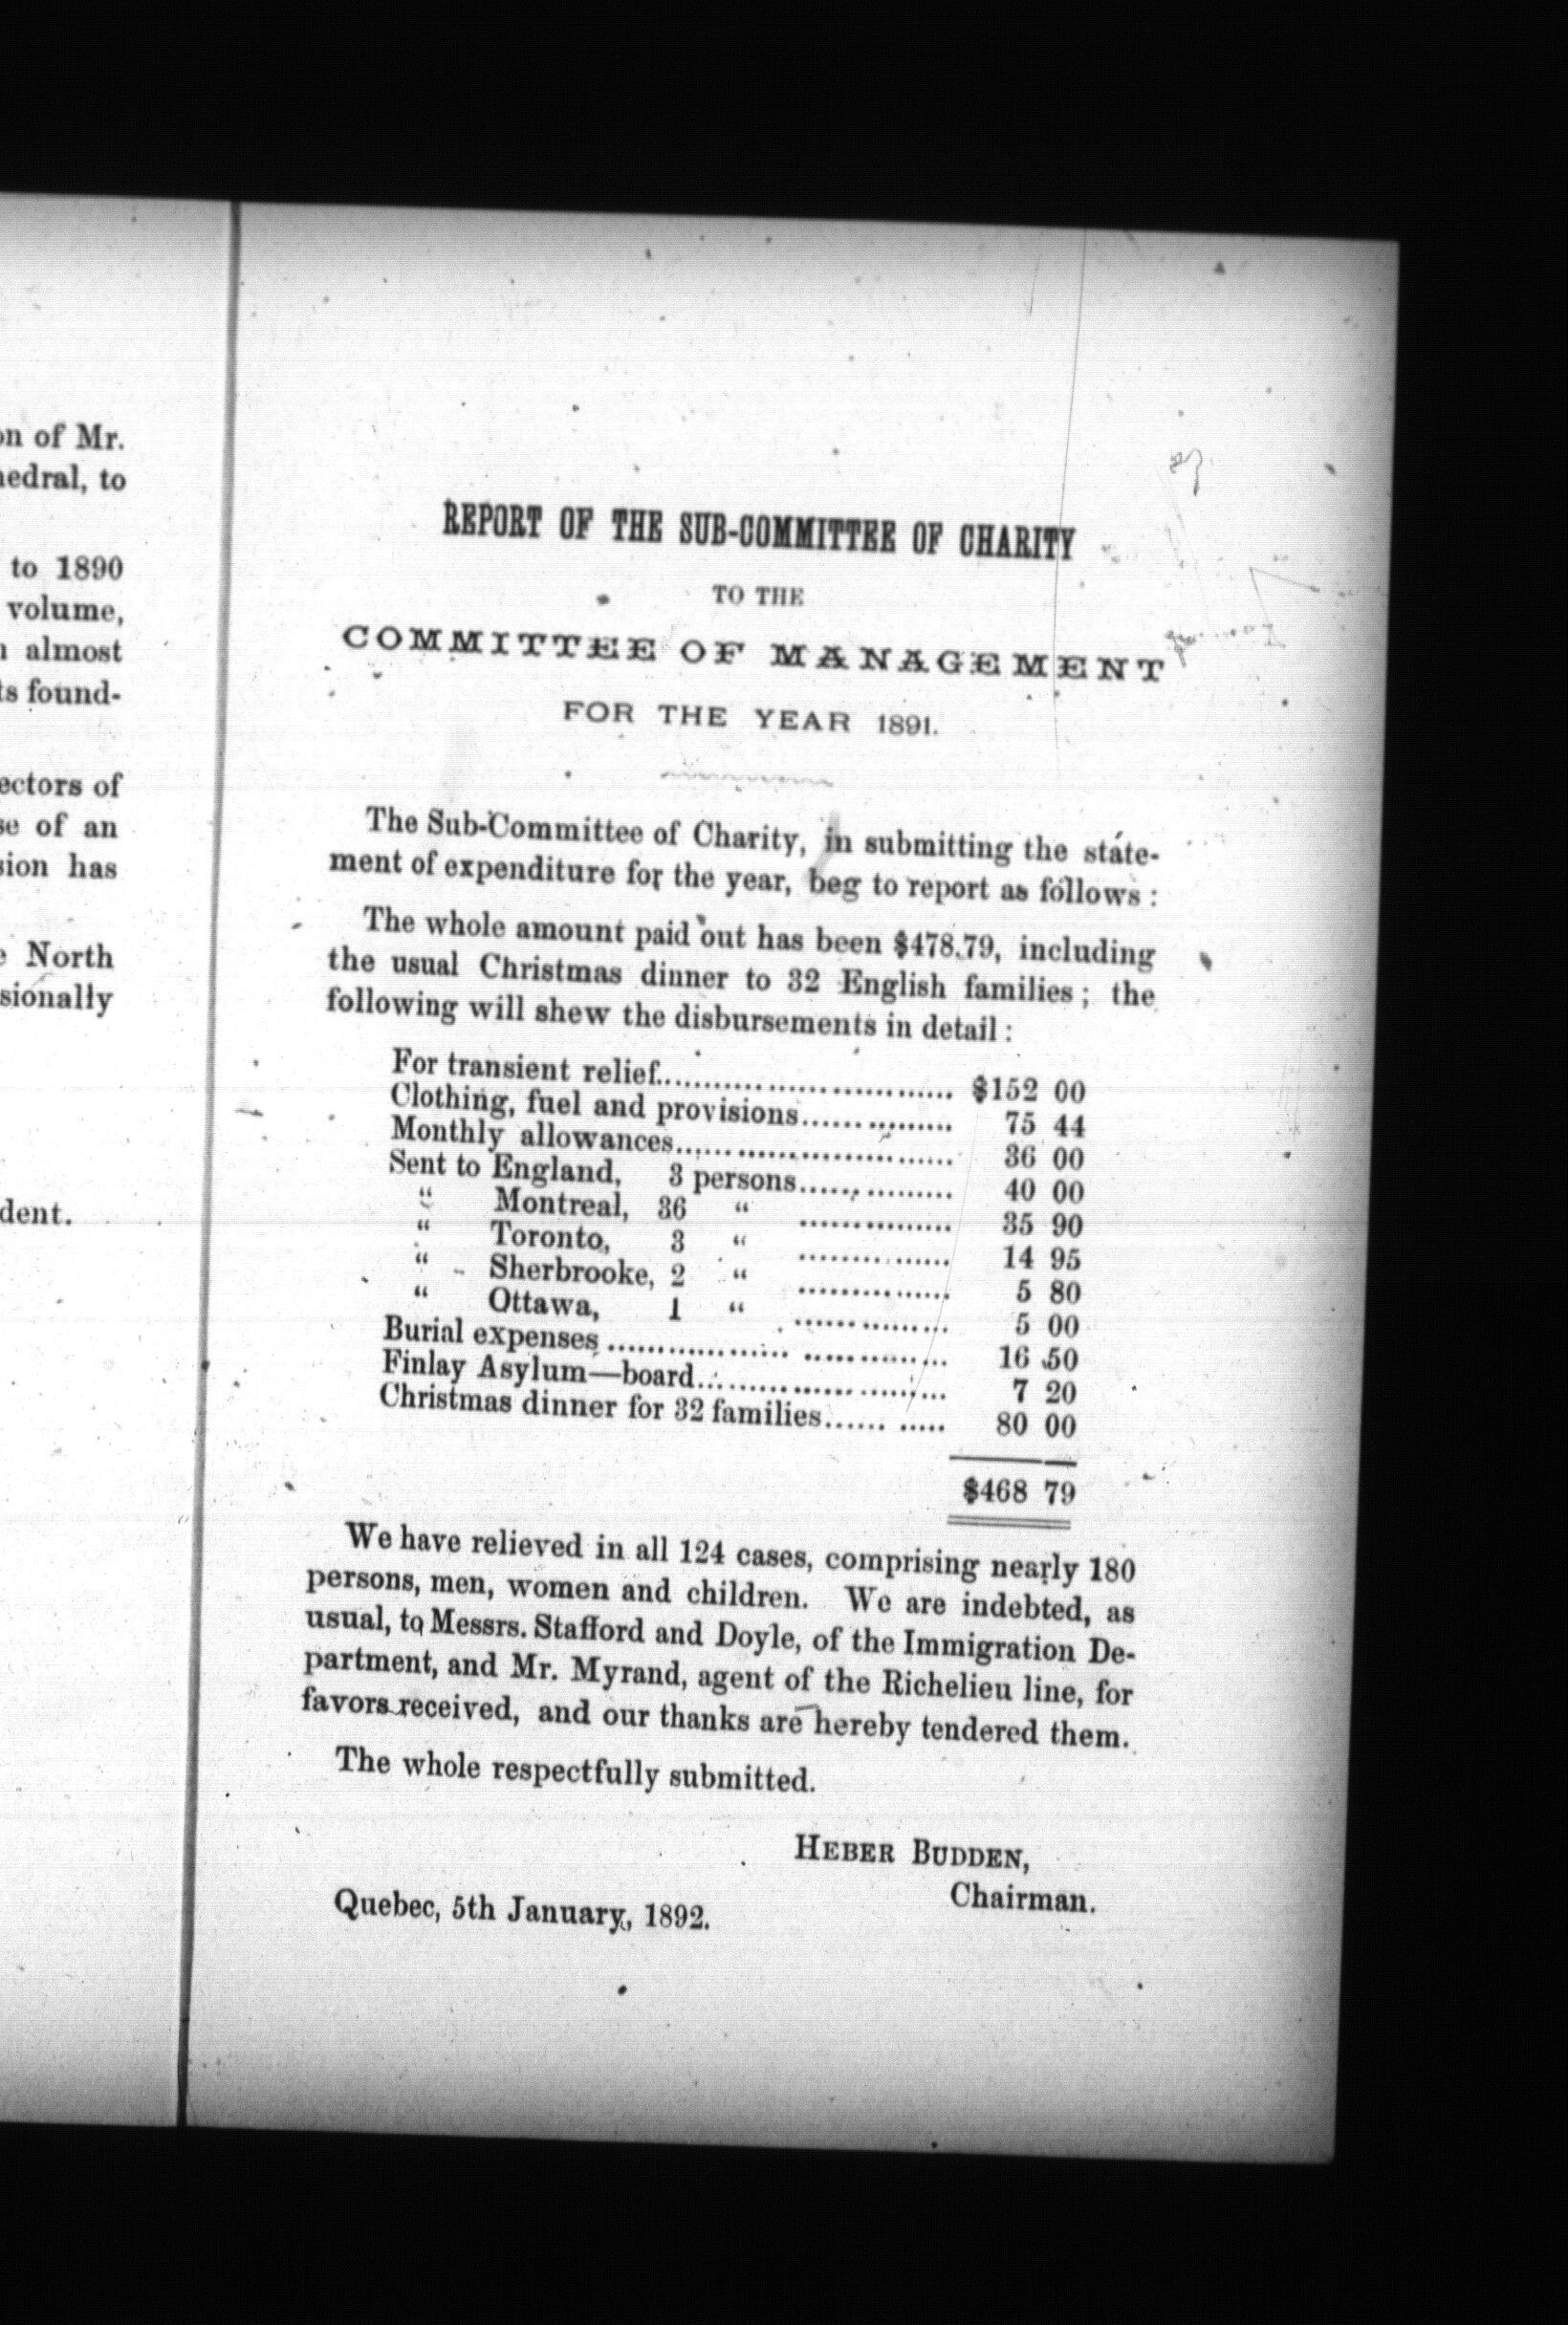 on of Mr.
hedral, to
to 1890
volume,
almost
ts found-
ectors of
se of an
sion has
North
sionally
dent.
REPORT OF THE SUB-COMMITTEE OF CHARITY
TO THE
COMMITTEE OF MANAGEMENT
FOR THE YEAR 1891.
The Sub-Committee of Charity, in submitting the state-
ment of expenditure for the year, beg to report as follows :
The whole amount paid out has been $478.79, including
the usual Christmas dinner to 32 English families ; the
following will shew the disbursements in detail :
For transient relief.............................. $152 00
Clothing, fuel and provisions............... 75 44
Monthly allowances............................ 36 00
Sent to England, 3 persons............... 40 00
" Montreal, 36 " ............... 35 90
" Toronto, 3 " ............... 14 95
" Sherbrooke, 2 " ............... 5 80
" Ottawa, 1 " ............... 5 00
Burial expenses ............................... 16 50
Finlay Asylum—board......................... 7 20
Christmas dinner for 32 families........... 80 00
$468 79
We have relieved in all 124 cases, comprising nearly 180
persons, men, women and children. We are indebted, as
usual, to Messrs. Stafford and Doyle, of the Immigration De-
partment, and Mr. Myrand, agent of the Richelieu line, for
favors received, and our thanks are hereby tendered them.
The whole respectfully submitted.
HEBER BUDDEN,
Chairman.
Quebec, 5th January, 1892.